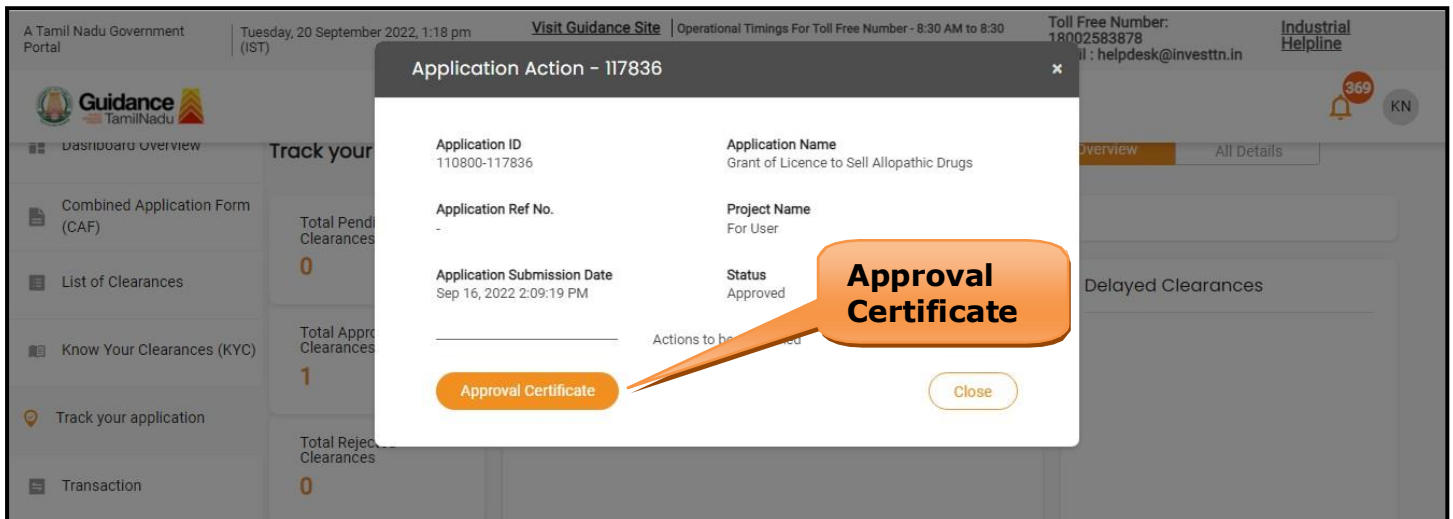 A Tamil Nadu Government
Portal
Tuesday, 20 September 2022, 1:18 pm
(IST)
Visit Guidance Site
Operational Timings For Toll Free Number - 8:30 AM to 8:30
Toll Free Number:
18002583878
: helpdesk@investtn.in
Industrial
Helpline
Application Action - 117836
×
Guidance
TamilNadu
369
KN
Dashboard Overview
Track your
Overview
All Details
Combined Application Form
(CAF)
List of Clearances
Know Your Clearances (KYC)
Track your application
Transaction
Total
Clearances
0
Total
Clearances
1
Total
Clearances
0
Application ID
110800-117836
Application Name
Grant of Licence to Sell Allopathic Drugs
Application Ref No.
-
Project Name
For User
Application Submission Date
Sep 16, 2022 2:09:19 PM
Status
Approved
Actions to be
Approval Certificate
Close
Approval
Certificate
Delayed Clearances